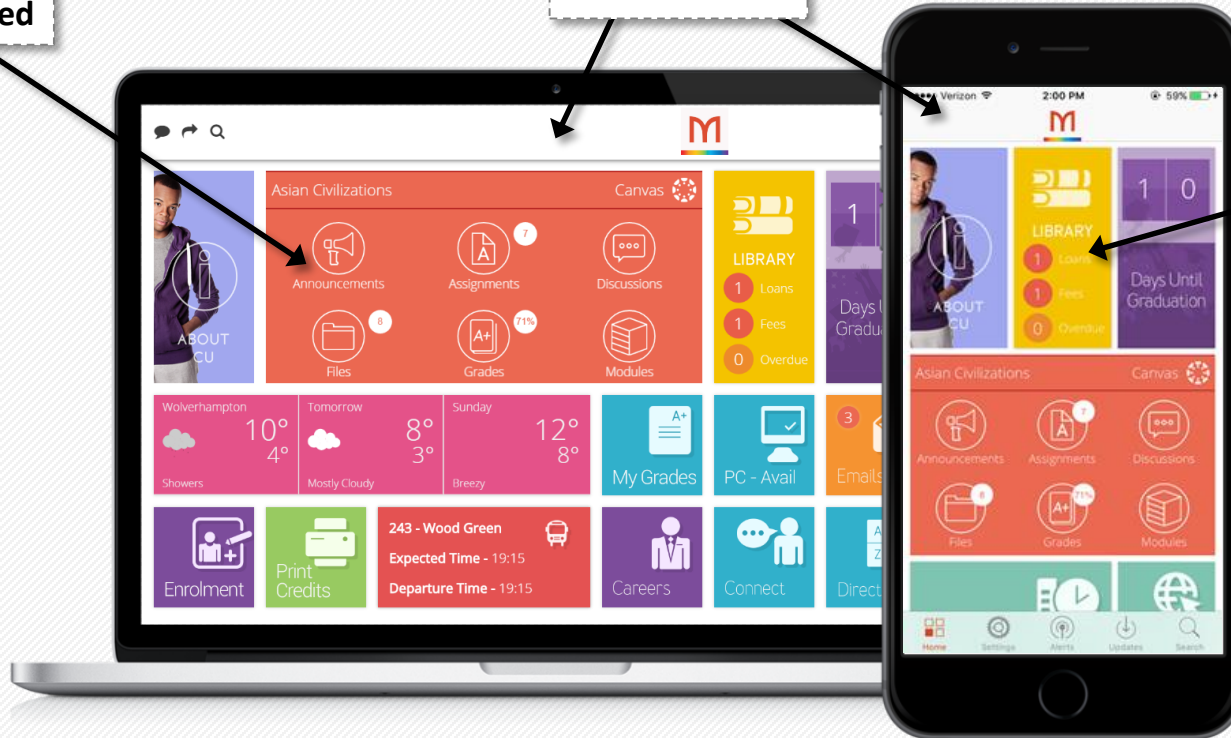 ed
Asian Civilizations
Canvas
7
Announcements
Assignments
Discussions
8
71%
A+
Files
Grades
Modules
ABOUT
CU
LIBRARY
1 Loans
1 Fees
0 Overdue
1
Days
Wolverhampton
10°
4°
Showers
Tomorrow
8°
3°
Mostly Cloudy
Sunday
12°
8°
Breezy
A+
My Grades
PC - Avail
3
Emails
Enrolment
Print
Credits
243 - Wood Green
Expected Time - 19:15
Departure Time - 19:15
Careers
Connect
A
Z
Direct
Verizon
2:00 PM
59%
ABOUT
CU
LIBRARY
1 Loans
1 Fees
0 Overdue
1 0
Days Until
Graduation
Asian Civilizations
Canvas
7
Announcements
Assignments
Discussions
8
71%
A+
Files
Grades
Modules
Home
Settings
Alerts
Updates
Search